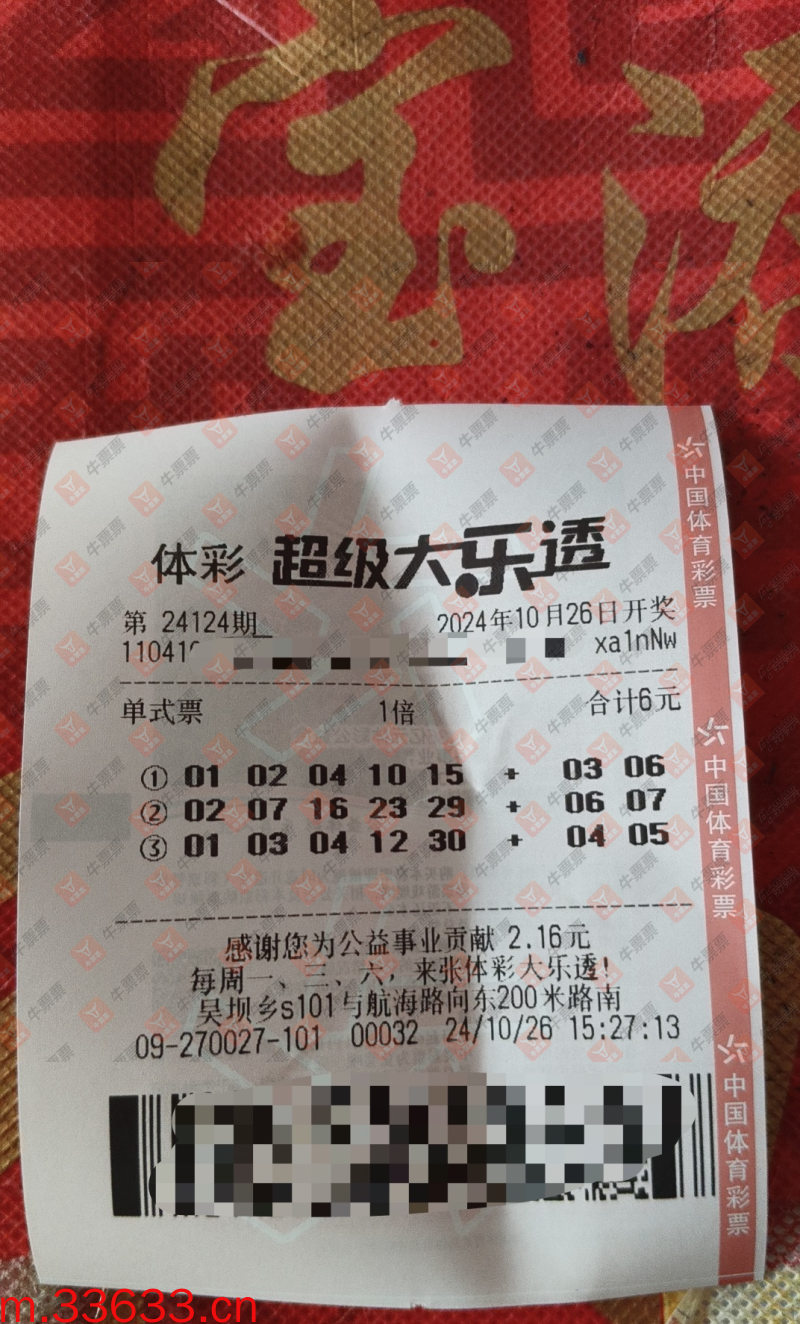 宝
体彩 超级大乐透
第 24124期 2024年10月26日开奖
11041 xa1nNw
单式票 1倍 合计6元
① 01 02 04 10 15 + 03 06
② 02 07 16 23 29 + 06 07
③ 01 03 04 12 30 + 04 05
感谢您为公益事业贡献 2.16元
每周一、三、六，来张体彩大乐透！
吴坝乡s101与航海路向东200米路南
09-270027-101 00032 24/10/26 15:27:13
中国体育彩票
中国体育彩票
中国体育彩票
牛票票
m.33633.cn